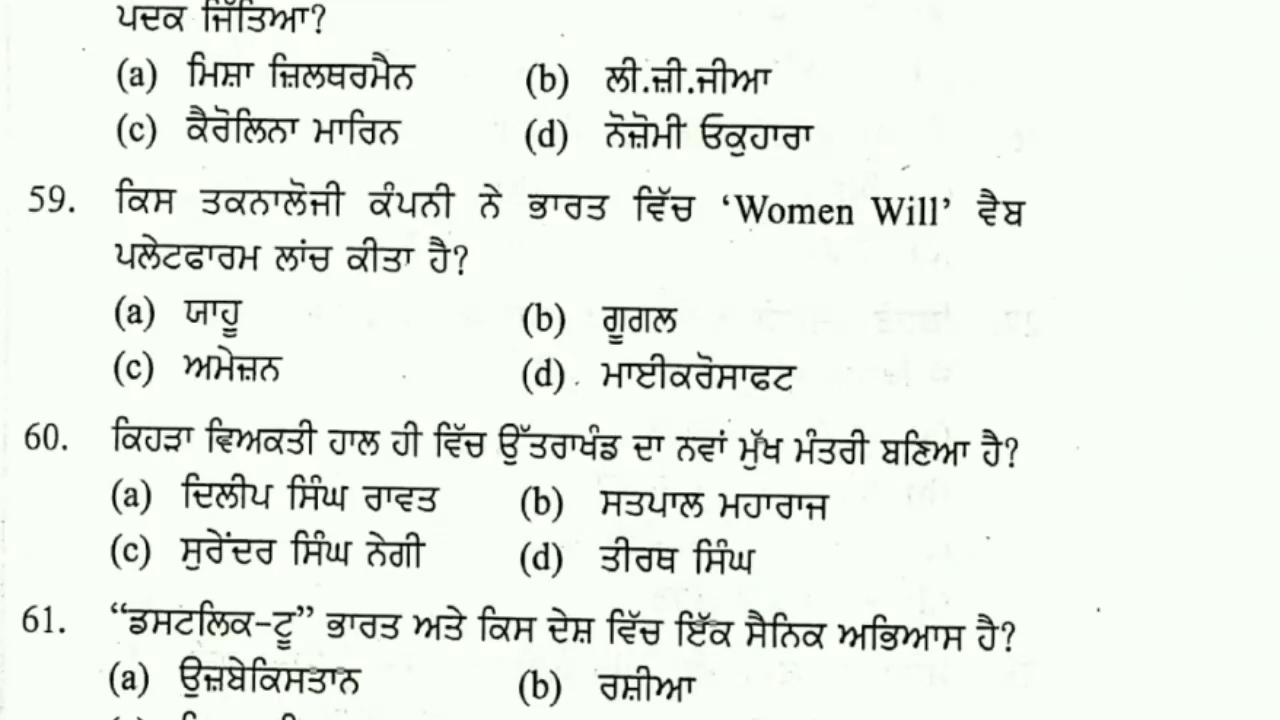 ਪਦਕ ਜਿੱਤਿਆ?
(a) ਮਿਸ਼ਾ ਜ਼ਿਲਥਰਮੈਨ (b) ਲੀ.ਜ਼ੀ.ਜੀਆ
(c) ਕੈਰੋਲਿਨਾ ਮਾਰਿਨ (d) ਨੋਜ਼ੋਮੀ ਓਕੁਹਾਰਾ
59. ਕਿਸ ਤਕਨਾਲੋਜੀ ਕੰਪਨੀ ਨੇ ਭਾਰਤ ਵਿੱਚ ‘Women Will’ ਵੈਬ
ਪਲੇਟਫਾਰਮ ਲਾਂਚ ਕੀਤਾ ਹੈ?
(a) ਯਾਹੂ (b) ਗੂਗਲ
(c) ਅਮੇਜ਼ਨ (d) ਮਾਈਕਰੋਸਾਫਟ
60. ਕਿਹੜਾ ਵਿਅਕਤੀ ਹਾਲ ਹੀ ਵਿੱਚ ਉੱਤਰਾਖੰਡ ਦਾ ਨਵਾਂ ਮੁੱਖ ਮੰਤਰੀ ਬਣਿਆ ਹੈ?
(a) ਦਿਲੀਪ ਸਿੰਘ ਰਾਵਤ (b) ਸਤਪਾਲ ਮਹਾਰਾਜ
(c) ਸੁਰੇਂਦਰ ਸਿੰਘ ਨੇਗੀ (d) ਤੀਰਥ ਸਿੰਘ
61. “ਡਸਟਲਿਕ-ਟੂ” ਭਾਰਤ ਅਤੇ ਕਿਸ ਦੇਸ਼ ਵਿੱਚ ਇੱਕ ਸੈਨਿਕ ਅਭਿਆਸ ਹੈ?
(a) ਉਜ਼ਬੇਕਿਸਤਾਨ (b) ਰਸ਼ੀਆ